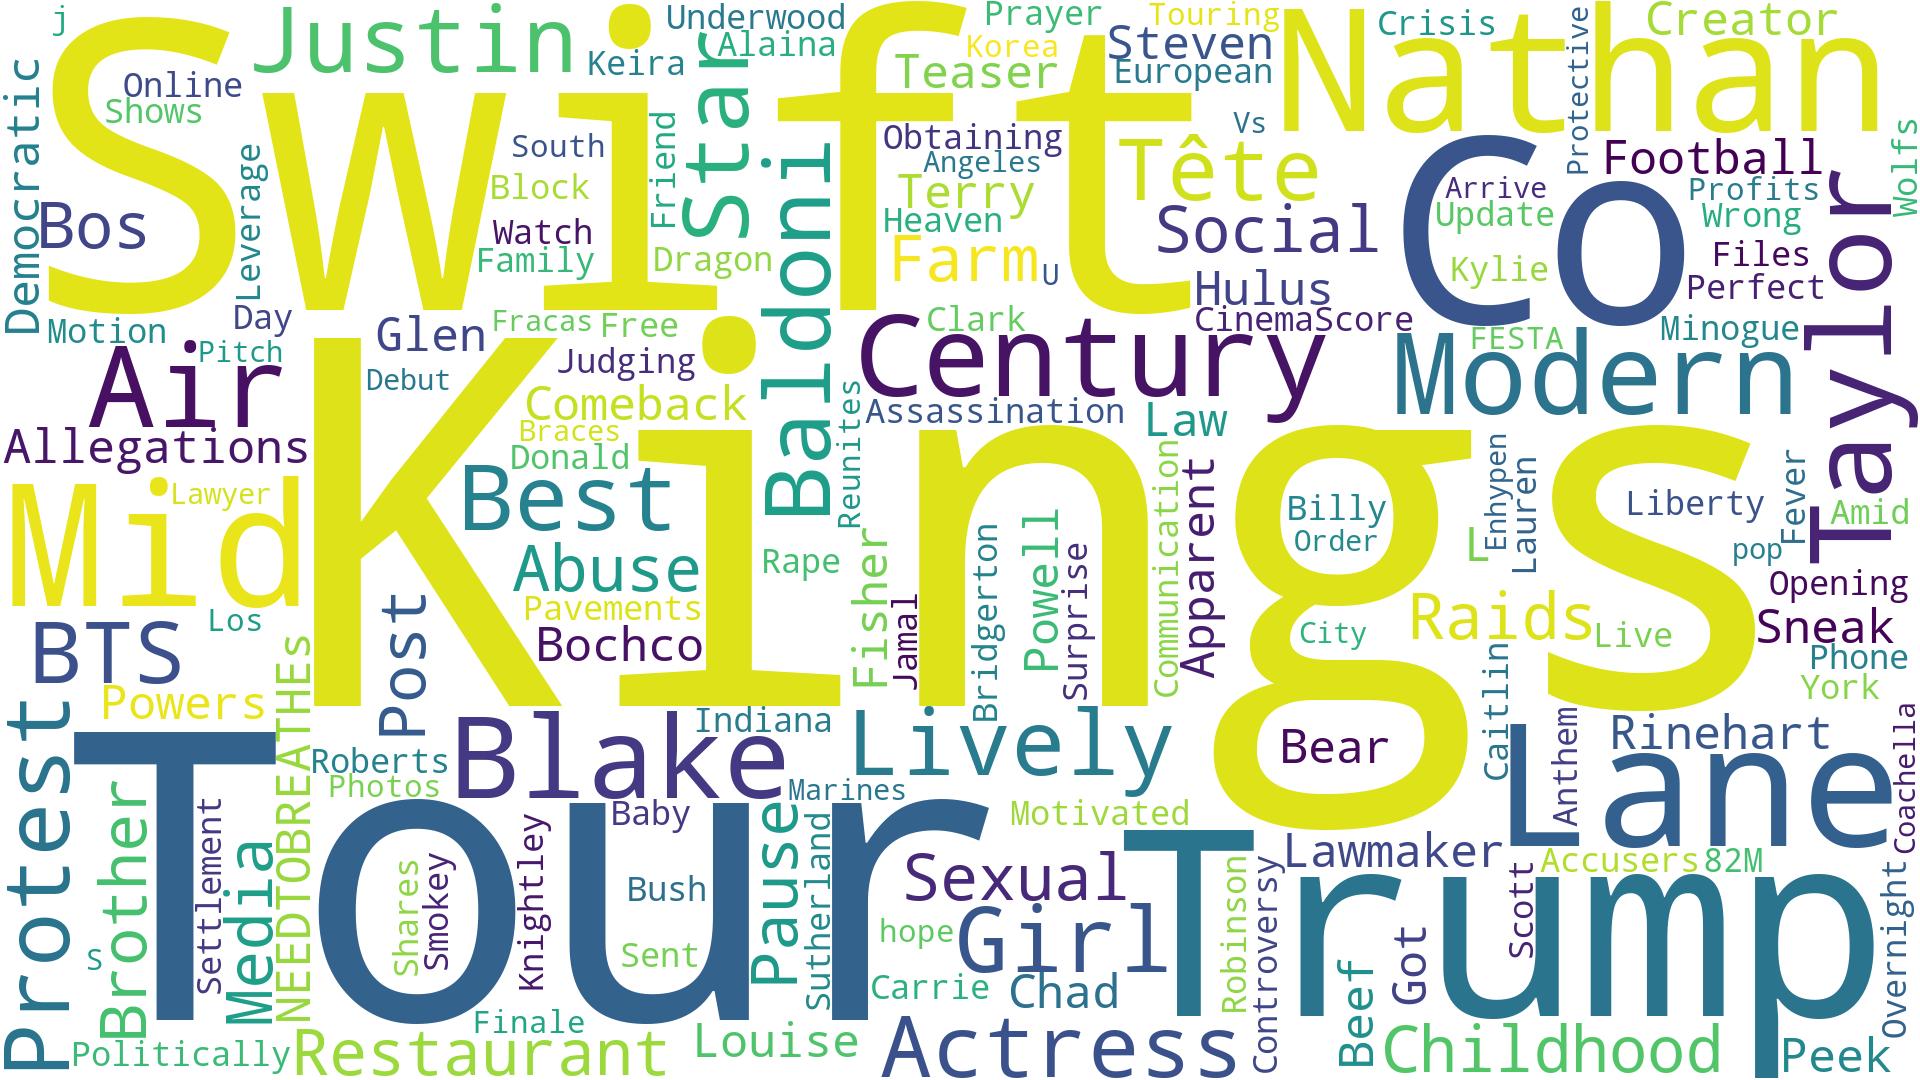 j
Swift
Justin
Underwood
Prayer
Touring
Nathan
Crisis
Creator
Keira
Alaina
Star
Korea
Steven
European
Teaser
Protective
Online
Shows
Democratic
Leverage
South
Block
Friend
Obtaining
Angeles
Vs
Tête
Co
Football
Wolfs
Arrive
Profits
Update
Wrong
Bos
Watch
Family
Dragon
Baldoni
Terry
Heaven
Farm
U
Social
Kylie
Files
Perfect
Taylor
Hulus
Motion
Day
Glen
Fracas
Free
Clark
CinemaScore
FESTA
Minogue
Pitch
Air
Debut
Judging
Century
Modern
Kings
Comeback
Braces
Donald
Reunites
Assassination
Law
Allegations
Mid
Lawyer
Best
Communication
Apparent
Billy
Order
Enhypen
L
Lauren
Liberty
Fever
Amid
pop
Abuse
Rape
Fisher
Bridgerton
Powell
Surprise
Opening
Los
Post
Pavements
Bochco
Jamal
City
Raids
Live
Sneak
BTS
Phone
York
Powers
NEEDTOBREATHES
Protest
Tour
Roberts
Photos
Blake
Indiana
Lively
Bear
Caitlin
Lane
Anthem
Rinehart
Coachella
Marines
Brother
Settlement
Media
Baby
Pause
Motivated
Trump
Lawmaker
Accusers
82M
Shares
Smokey
Knightley
Bush
Sutherland
Sexual
Robinson
Controversy
Scott
Overnight
S
Sent
hope
Girl
Got
Carrie
Chad
Beef
Finale
Politically
Restaurant
Louise
Actress
Childhood
Peek